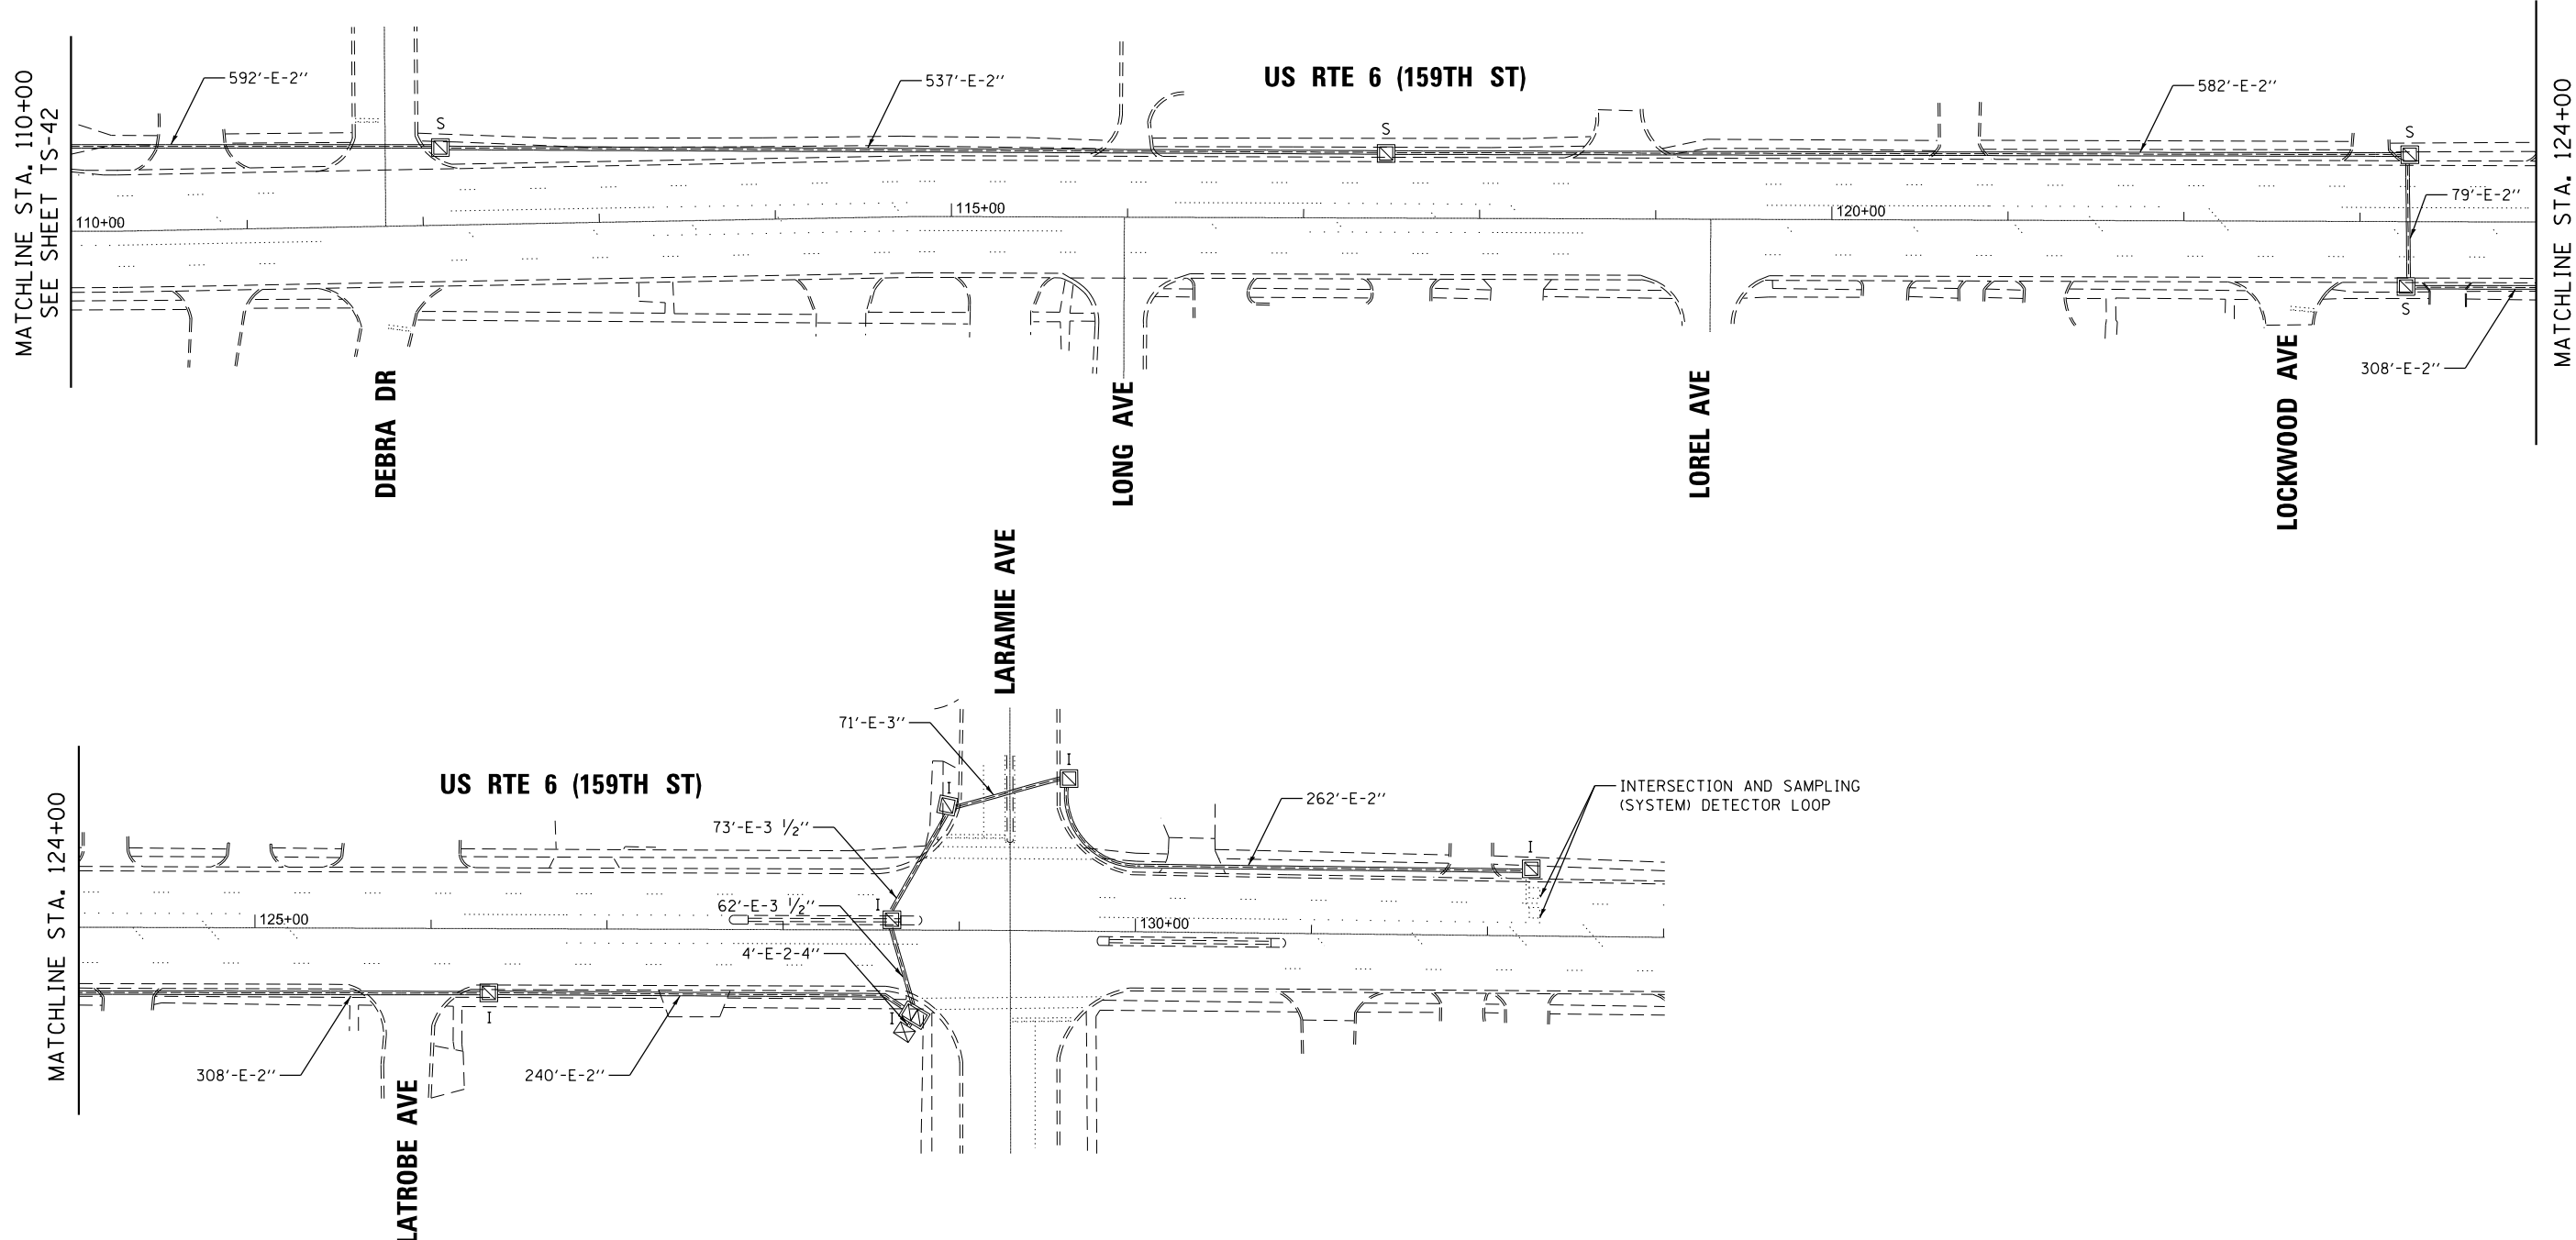 MATCHLINE STA. 110+00
SEE SHEET TS-42
592'-E-2''
S
537'-E-2''
US RTE 6 (159TH ST)
S
582'-E-2''
S
79'-E-2''
MATCHLINE STA. 124+00
110+00
115+00
120+00
S
308'-E-2''
DEBRA DR
LONG AVE
LOREL AVE
LOCKWOOD AVE
LARAMIE AVE
MATCHLINE STA. 124+00
US RTE 6 (159TH ST)
71'-E-3''
I
I
73'-E-3 1/2''
262'-E-2''
INTERSECTION AND SAMPLING
(SYSTEM) DETECTOR LOOP
I
62'-E-3 1/2''
I
125+00
130+00
4'-E-2-4''
I
I
308'-E-2''
240'-E-2''
LATROBE AVE